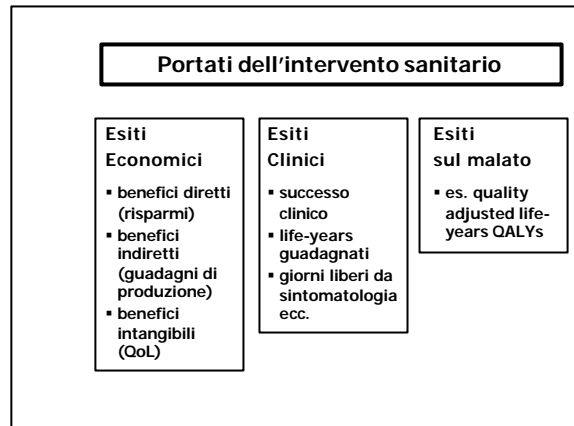 Portati dell'intervento sanitario
Esiti
Economici
▪ benefici diretti
(risparmi)
▪ benefici
indiretti
(guadagni di
produzione)
▪ benefici
intangibili
(QoL)
Esiti
Clinici
▪ successo
clinico
▪ life-years
guadagnati
▪ giorni liberi da
sintomatologia
ecc.
Esiti
sul malato
▪ es. quality
adjusted life-
years QALYs